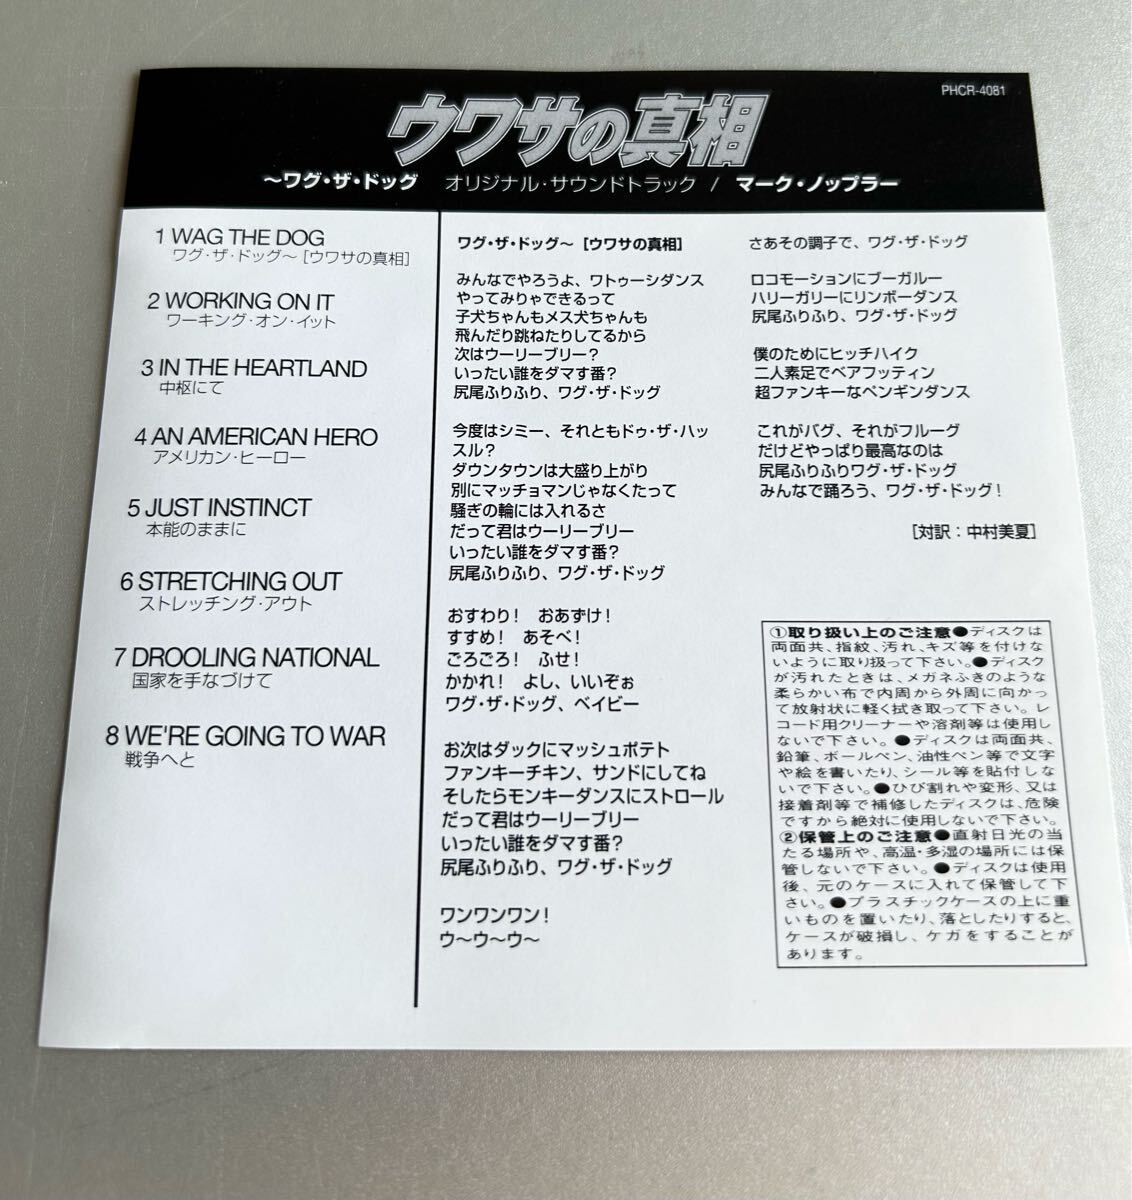 PHCR-4081
ウワサの真相
〜ワグ・ザ・ドッグ オリジナル・サウンドトラック / マーク・ノップラー
1 WAG THE DOG
ワグ・ザ・ドッグ〜［ウワサの真相］
2 WORKING ON IT
ワーキング・オン・イット
3 IN THE HEARTLAND
中枢にて
4 AN AMERICAN HERO
アメリカン・ヒーロー
5 JUST INSTINCT
本能のままに
6 STRETCHING OUT
ストレッチング・アウト
7 DROOLING NATIONAL
国家を手なづけて
8 WE'RE GOING TO WAR
戦争へと
ワグ・ザ・ドッグ〜［ウワサの真相］
みんなでやろうよ、ワトゥーシダンス
やってみりゃできるって
子犬ちゃんもメス犬ちゃんも
飛んだり跳ねたりしてるから
次はウーリーブリー？
いったい誰をダマす番？
尻尾ふりふり、ワグ・ザ・ドッグ
今度はシミー、それともドゥ・ザ・ハッ
スル？
ダウンタウンは大盛り上がり
別にマッチョマンじゃなくたって
騒ぎの輪には入れるさ
だって君はウーリーブリー
いったい誰をダマす番？
尻尾ふりふり、ワグ・ザ・ドッグ
おすわり！ おあずけ！
すすめ！ あそべ！
ごろごろ！ ふせ！
かかれ！ よし、いいぞぉ
ワグ・ザ・ドッグ、ベイビー
お次はダックにマッシュポテト
ファンキーチキン、サンドにしてね
そしたらモンキーダンスにストロール
だって君はウーリーブリー
いったい誰をダマす番？
尻尾ふりふり、ワグ・ザ・ドッグ
ワンワンワン！
ウ〜ウ〜ウ〜
さあその調子で、ワグ・ザ・ドッグ
ロコモーションにブーガルー
ハリーガリーにリンボーダンス
尻尾ふりふり、ワグ・ザ・ドッグ
僕のためにヒッチハイク
二人素足でベアフッティン
超ファンキーなペンギンダンス
これがバグ、それがフルーグ
だけどやっぱり最高なのは
尻尾ふりふりワグ・ザ・ドッグ
みんなで踊ろう、ワグ・ザ・ドッグ！
［対訳：中村美夏］
①取り扱い上のご注意●ディスクは
両面共、指紋、汚れ、キズ等を付けな
いように取り扱って下さい。●ディスク
が汚れたときは、メガネふきのような
柔らかい布で内周から外周に向かっ
て放射状に軽く拭き取って下さい。レ
コード用クリーナーや溶剤等は使用し
ないで下さい。●ディスクは両面共、
鉛筆、ボールペン、油性ペン等で文字
や絵を書いたり、シール等を貼付しな
いで下さい。●ひび割れや変形、又は
接着剤等で補修したディスクは、危険
ですから絶対に使用しないで下さい。
②保管上のご注意●直射日光の当
たる場所や、高温・多湿の場所には保
管しないで下さい。●ディスクは使用
後、元のケースに入れて保管して下
さい。●プラスチックケースの上に重
いものを置いたり、落としたりすると、
ケースが破損し、ケガをすることが
あります。